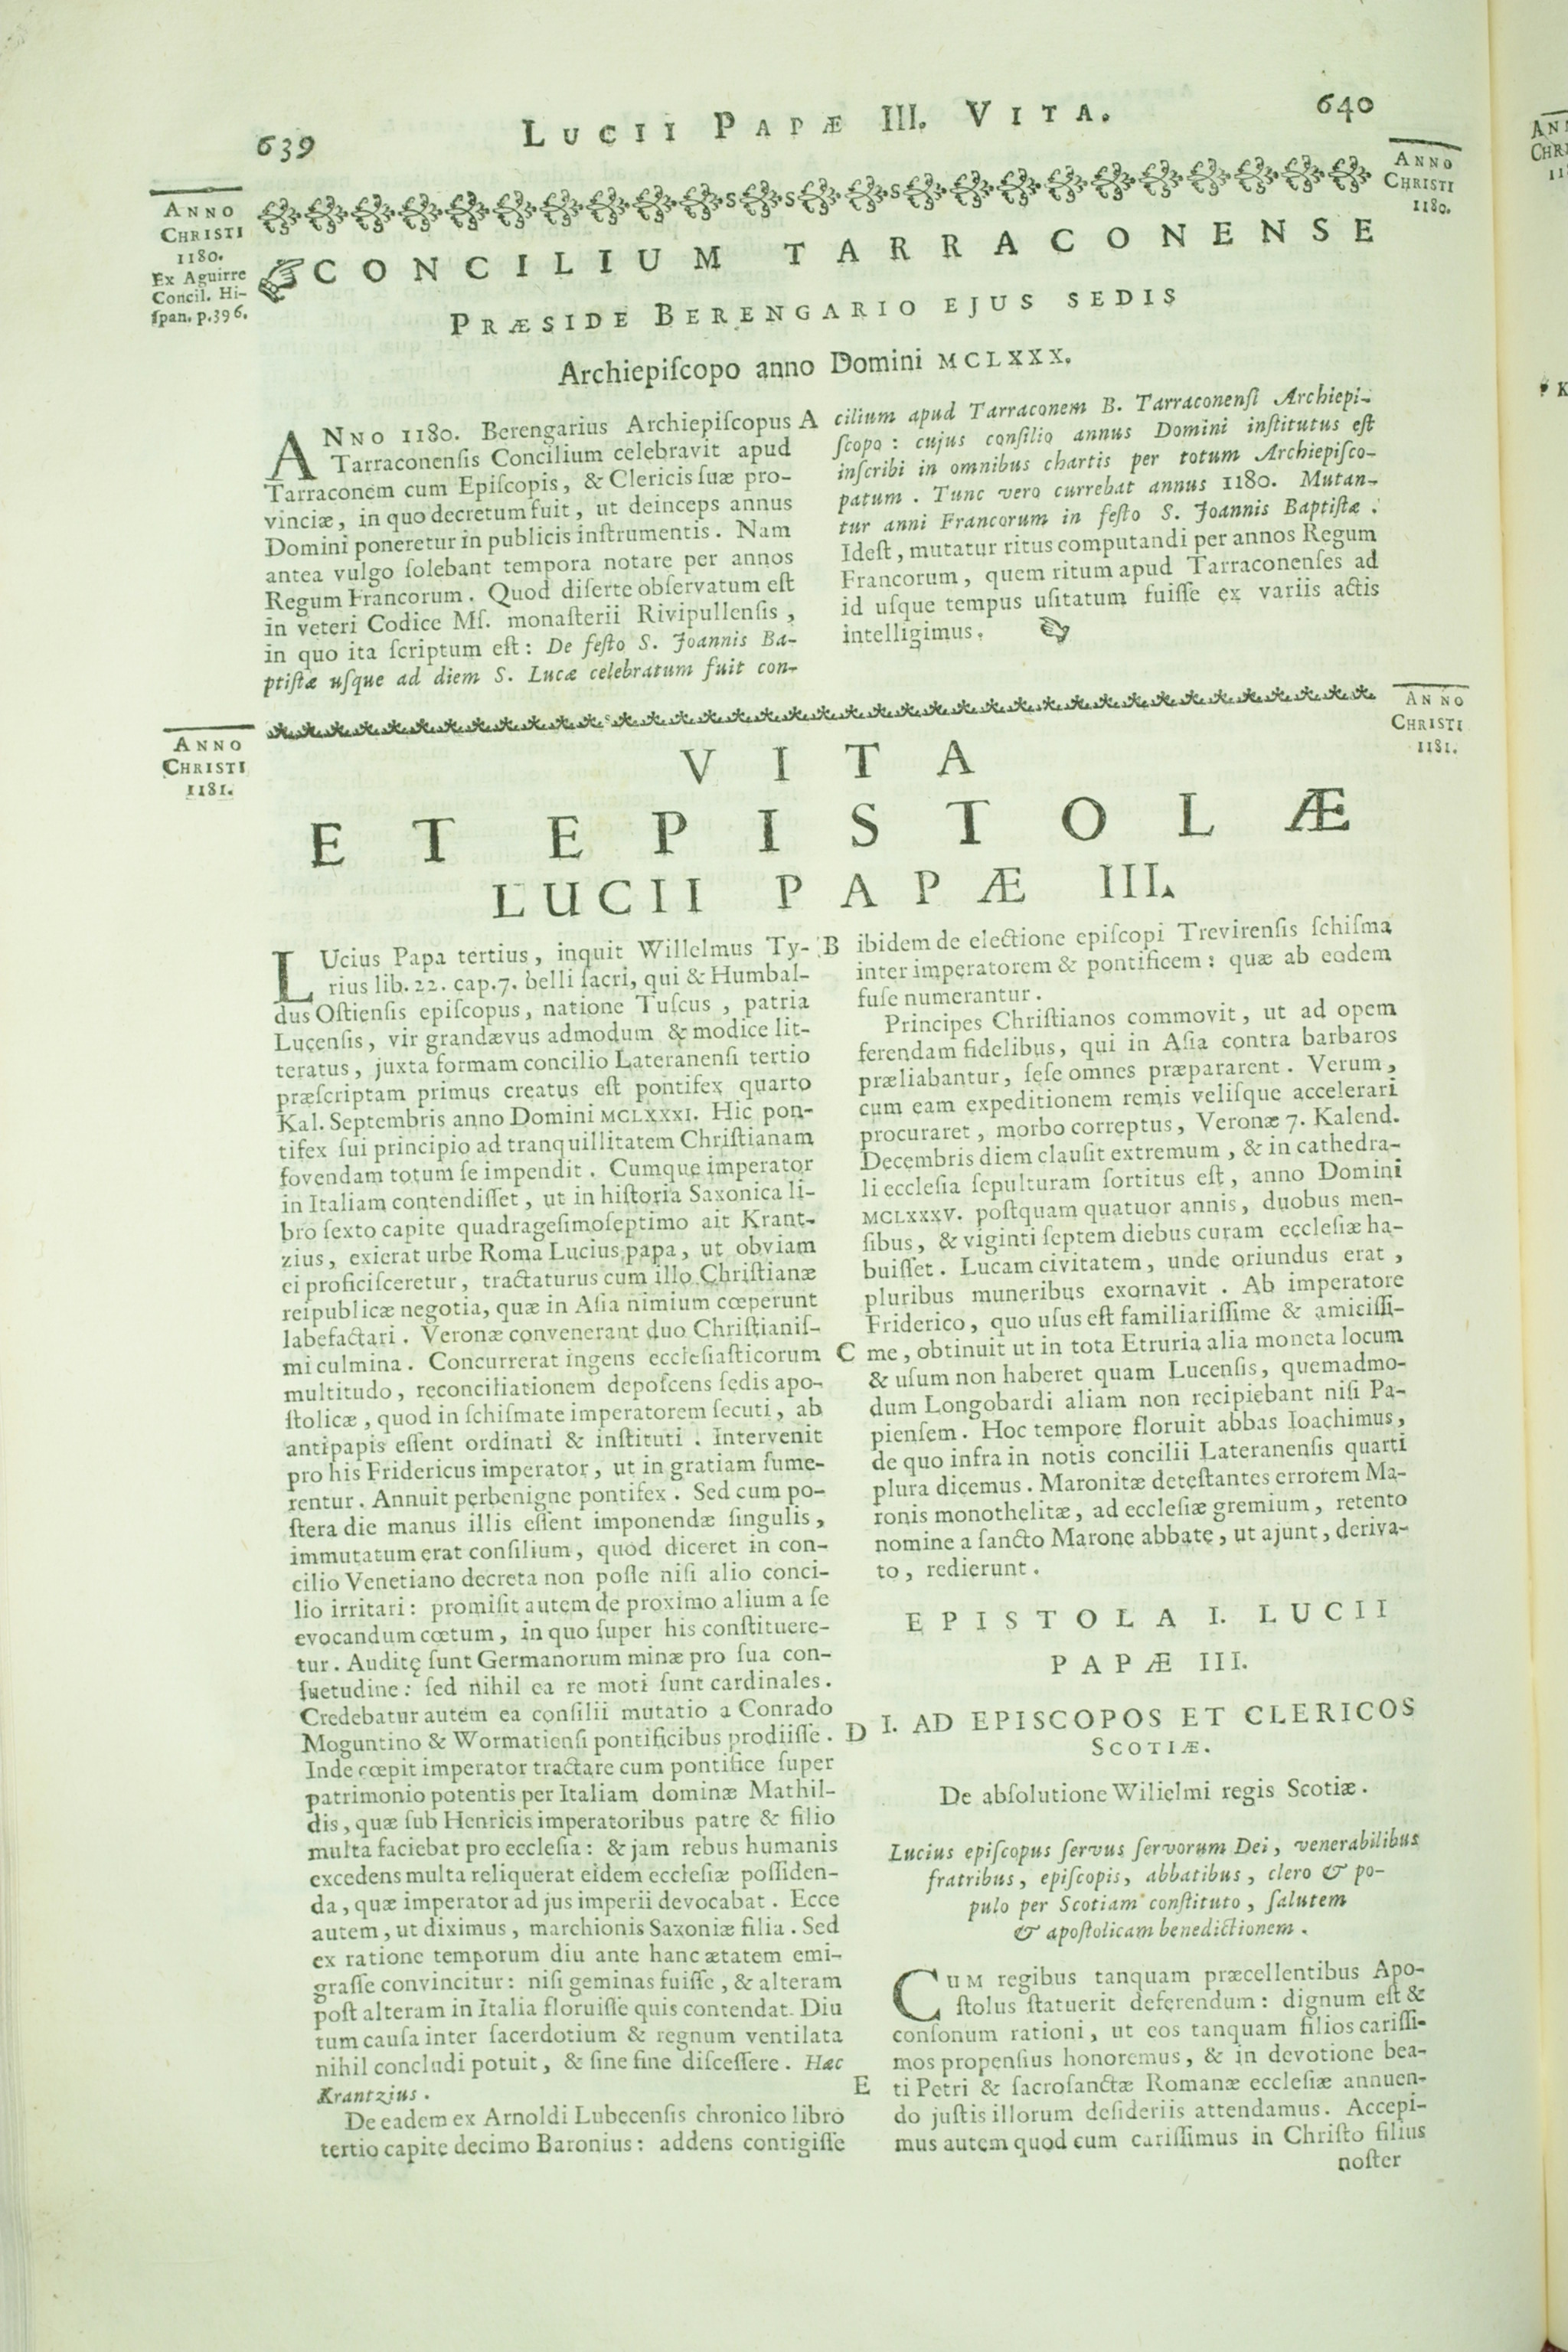 639
LUCII PAPÆ III. VITA.
640
ANNO
CHRISTI
1180.
Ex Aguirre
Concil. Hi-
ſpan. p.396.
ANNO
CHRISTI
1180.
CONCILIUM TARRACONENSE
PRÆSIDE BERENGARIO EJUS SEDIS
Archiepiſcopo anno Domini MCLXXX.
ANNO 1180. Berengarius Archiepiſcopus
Tarraconenſis Concilium celebravit apud
Tarraconem cum Epiſcopis, & Clericis ſuæ pro-
vinciæ, in quo decretum fuit, ut deinceps annus
Domini poneretur in publicis inſtrumentis. Nam
antea vulgo ſolebant tempora notare per annos
Regum Francorum. Quod diſerte obſervatum eſt
in veteri Codice Mſ. monaſterii Rivipullenſis,
in quo ita ſcriptum eſt: De feſto S. Joannis Ba-
ptiſtæ uſque ad diem S. Lucæ celebratum fuit con-
A
cilium apud Tarraconem B. Tarraconenſi Archiepi-
ſcopo: cujus conſilio annus Domini inſtitutus eſt
inſcribi in omnibus chartis per totum Archiepiſco-
patum. Tunc vero currebat annus 1180. Mutan-
tur anni Francorum in feſto S. Joannis Baptiſtæ.
Ideſt, mutatur ritus computandi per annos Regum
Francorum, quem ritum apud Tarraconenſes ad
id uſque tempus uſitatum fuiſſe ex variis actis
intelligimus.
ANNO
CHRISTI
1181.
ANNO
CHRISTI
1181.
VITA
ET EPISTOLÆ
LUCII PAPÆ III.
LUcius Papa tertius, inquit Willelmus Ty-
rius lib. 22. cap. 7. belli ſacri, qui & Humbal-
dus Oſtienſis epiſcopus, natione Tuſcus, patria
Lucenſis, vir grandævus admodum & modice lit-
teratus, juxta formam concilio Lateranenſi tertio
præſcriptam primus creatus eſt pontifex quarto
Kal. Septembris anno Domini MCLXXXI. Hic pon-
tifex ſui principio ad tranquillitatem Chriſtianam
fovendam totum ſe impendit. Cumque imperator
in Italiam contendiſſet, ut in hiſtoria Saxonica li-
bro ſexto capite quadrageſimoſeptimo ait Krant-
zius, exierat urbe Roma Lucius papa, ut obviam
ei proficiſceretur, tractaturus cum illo Chriſtianæ
reipublicæ negotia, quæ in Aſia nimium cœperunt
labefactari. Veronæ convenerant duo Chriſtianiſ-
mi culmina. Concurrerat ingens eccleſiaſticorum
multitudo, reconciliationem depoſcens ſedis apo-
ſtolicæ, quod in ſchiſmate imperatorem ſecuti, ab
antipapis eſſent ordinati & inſtituti. Intervenit
pro his Fridericus imperator, ut in gratiam ſume-
rentur. Annuit perbenigne pontifex. Sed cum po-
ſtera die manus illis eſſent imponendæ ſingulis,
immutatum erat conſilium, quod diceret in con-
cilio Venetiano decreta non poſſe niſi alio conci-
lio irritari: promiſit autem de proximo alium a ſe
evocandum cœtum, in quo ſuper his conſtituere-
tur. Auditę ſunt Germanorum minæ pro ſua con-
ſuetudine: ſed nihil ea re moti ſunt cardinales.
Credebatur autem ea conſilii mutatio a Conrado
Moguntino & Wormatienſi pontificibus prodiiſſe.
Inde cœpit imperator tractare cum pontifice ſuper
patrimonio potentis per Italiam dominæ Mathil-
dis, quæ ſub Henricis imperatoribus patre & filio
multa faciebat pro eccleſia: & jam rebus humanis
excedens multa reliquerat eidem eccleſiæ poſſiden-
da, quæ imperator ad jus imperii devocabat. Ecce
autem, ut diximus, marchionis Saxoniæ filia. Sed
ex ratione temporum diu ante hanc ætatem emi-
graſſe convincitur: niſi geminas fuiſſe, & alteram
poſt alteram in Italia floruiſſe quis contendat. Diu
tum cauſa inter ſacerdotium & regnum ventilata
nihil concludi potuit, & ſine fine diſceſſere. Hæc
Krantzius.
De eadem ex Arnoldi Lubecenſis chronico libro
tertio capite decimo Baronius: addens contigiſſe
B
C
D
E
ibidem de electione epiſcopi Trevirenſis ſchiſma
inter imperatorem & pontificem: quæ ab eodem
fuſe numerantur.
Principes Chriſtianos commovit, ut ad opem
ferendam fidelibus, qui in Aſia contra barbaros
præliabantur, ſeſe omnes præpararent. Verum,
cum eam expeditionem remis veliſque accelerari
procuraret, morbo correptus, Veronæ 7. Kalend.
Decembris diem clauſit extremum, & in cathedra-
li eccleſia ſepulturam ſortitus eſt, anno Domini
MCLXXXV. poſtquam quatuor annis, duobus men-
ſibus, & viginti ſeptem diebus curam eccleſiæ ha-
buiſſet. Lucam civitatem, unde oriundus erat,
pluribus muneribus exornavit. Ab imperatore
Friderico, quo uſus eſt familiariſſime & amiciſſi-
me, obtinuit ut in tota Etruria alia moneta locum
& uſum non haberet quam Lucenſis, quemadmo-
dum Longobardi aliam non recipiebant niſi Pa-
pienſem. Hoc tempore floruit abbas Ioachimus,
de quo infra in notis concilii Lateranenſis quarti
plura dicemus. Maronitæ deteſtantes errorem Ma-
ronis monothelitæ, ad eccleſiæ gremium, retento
nomine a ſancto Marone abbate, ut ajunt, deriva-
to, redierunt.
EPISTOLA I. LUCII
PAPÆ III.
I. AD EPISCOPOS ET CLERICOS
SCOTIÆ.
De abſolutione Wilielmi regis Scotiæ.
Lucius epiſcopus ſervus ſervorum Dei, venerabilibus
fratribus, epiſcopis, abbatibus, clero & po-
pulo per Scotiam conſtituto, ſalutem
& apoſtolicam benedictionem.
CUM regibus tanquam præcellentibus Apo-
ſtolus ſtatuerit deferendum: dignum eſt &
conſonum rationi, ut eos tanquam filios cariſſi-
mos propenſius honoremus, & in devotione bea-
ti Petri & ſacroſanctæ Romanæ eccleſiæ annuen-
do juſtis illorum deſideriis attendamus. Accepi-
mus autem quod cum cariſſimus in Chriſto filius
noſter